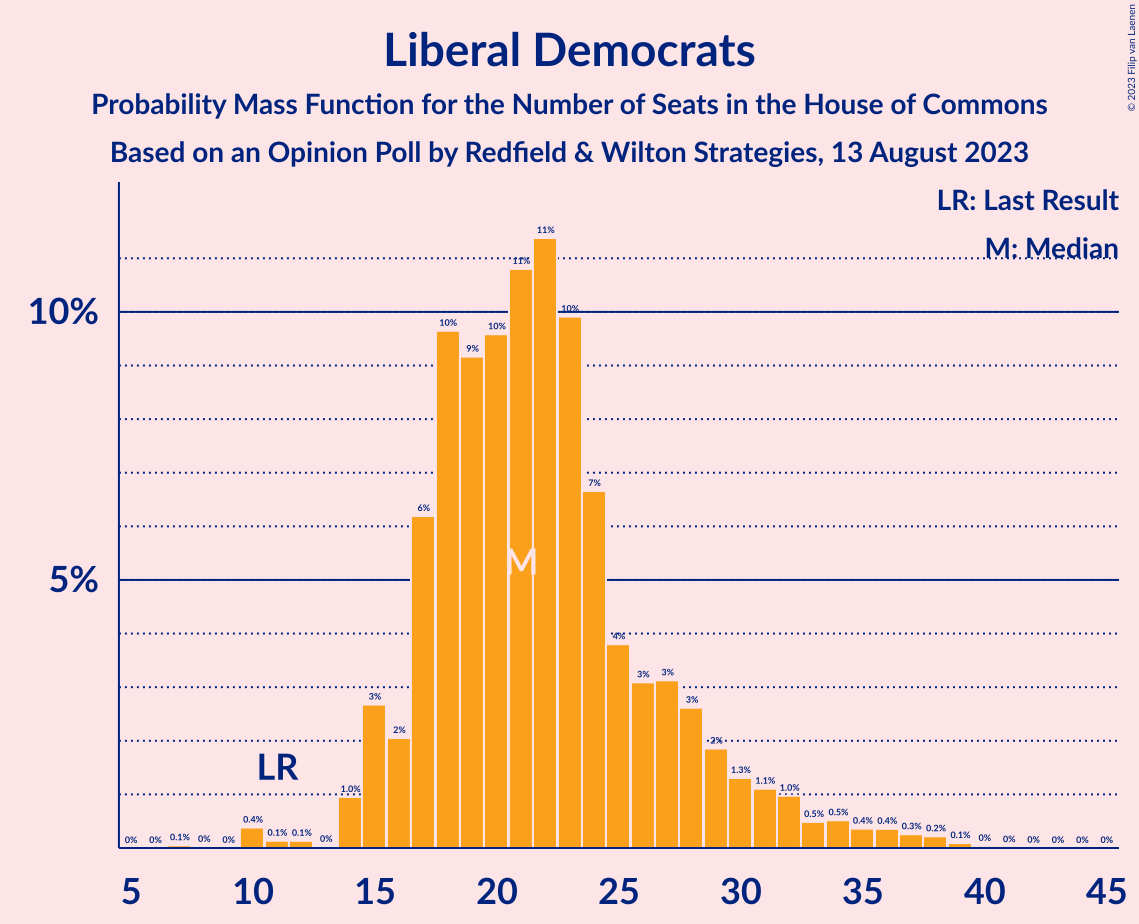 Liberal Democrats
Probability Mass Function for the Number of Seats in the House of Commons
Based on an Opinion Poll by Redfield & Wilton Strategies, 13 August 2023
© 2023 Filip van Laenen
LR: Last Result
M: Median
10%
5%
LR
M
0% 0% 0.1% 0% 0% 0.4% 0.1% 0.1% 0% 1.0% 3% 2% 6% 10% 9% 10% 11% 11% 10% 7% 4% 3% 3% 3% 2% 1.3% 1.1% 1.0% 0.5% 0.5% 0.4% 0.4% 0.3% 0.2% 0.1% 0% 0% 0% 0% 0% 0%
5 10 15 20 25 30 35 40 45